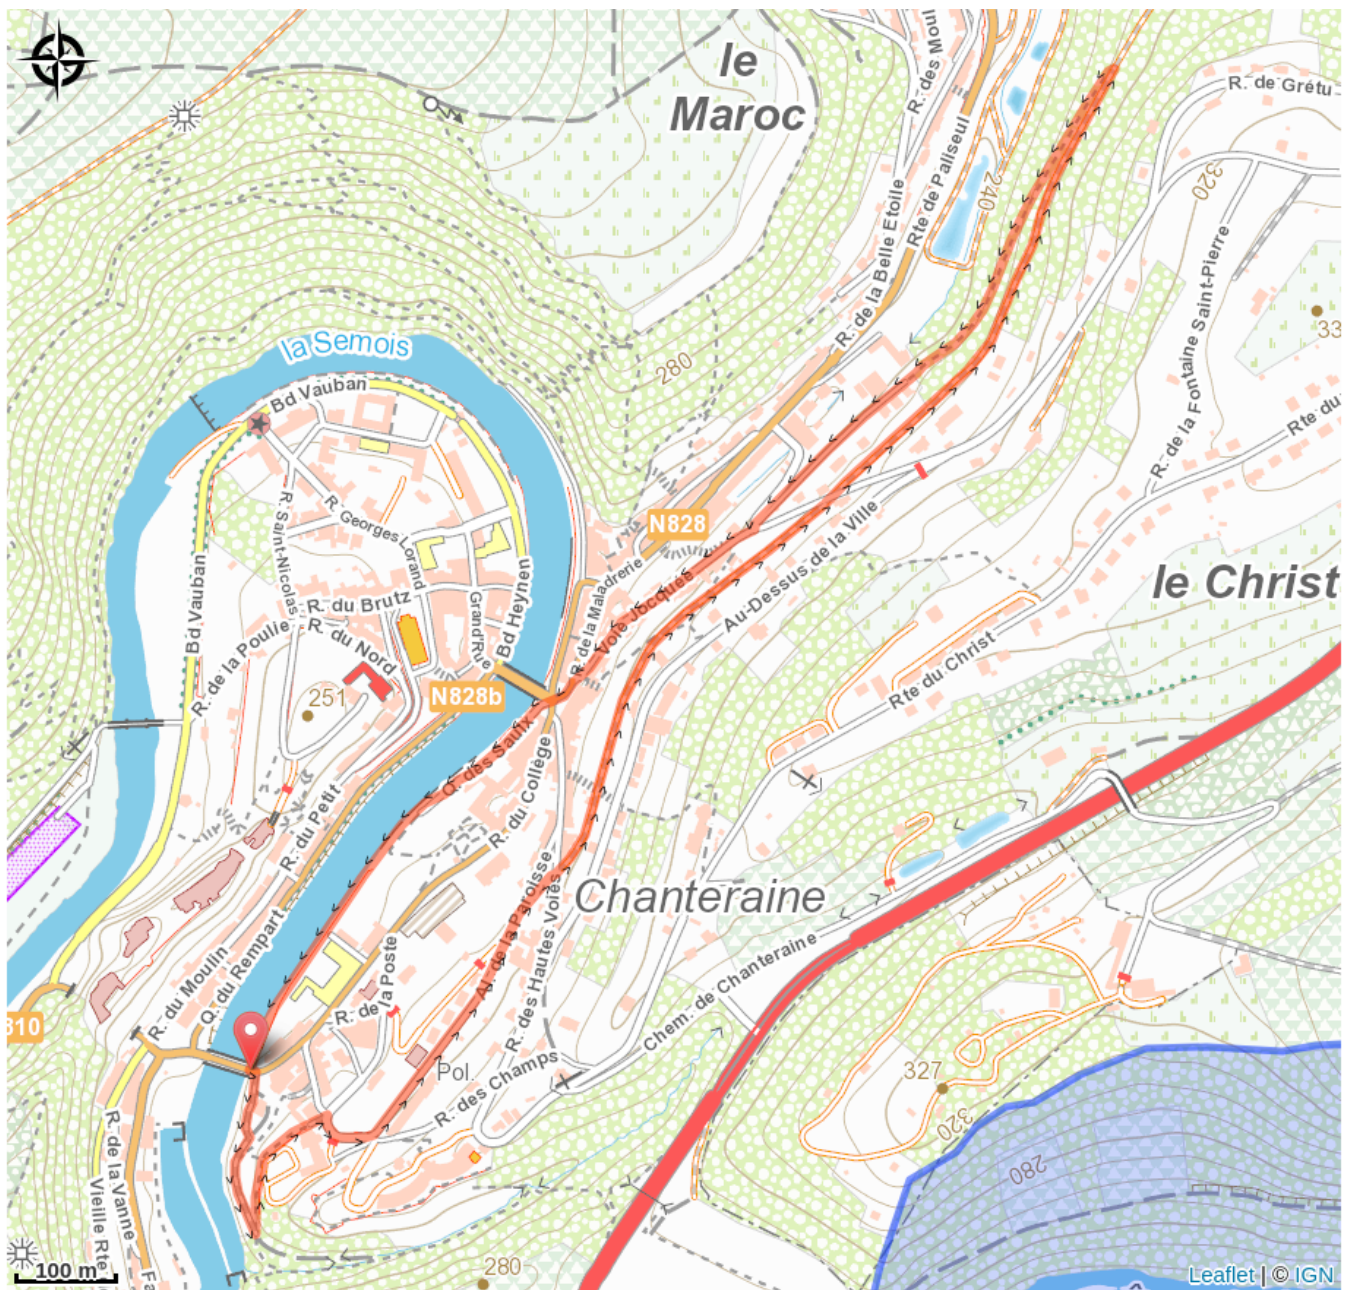 le
Maroc
R. des Moul
R. de Grétu
Rte de Paliseul
320
240
R. de la Belle Etoile
R. de la Fontaine Saint-Pierre
33
la Semois
280
Bd Vauban
Rte du
R. Saint-Nicolas
R. Georges Lorand
N828
Au-Dessus de la Ville
Bd Vauban
R. du Brutz
Grand'Rue
Bd Heynen
R. de la Maladrerie
Voie Jocquée
le Christ
R. de la Poulie
R. du Nord
251
N828b
Rte du Christ
Q. des Saulx
R. du Collège
R. du Petit
Chanteraine
Al. de la Paroisse
R. des Hautes Voies
R. du Moulin
Q. du Rempart
R. de la Poste
Chem. de Chanteraine
810
Pol.
R. des Champs
327
320
280
R. de la Vanne
Vieille Rte
Fa
100 m
280
Leaflet | © IGN